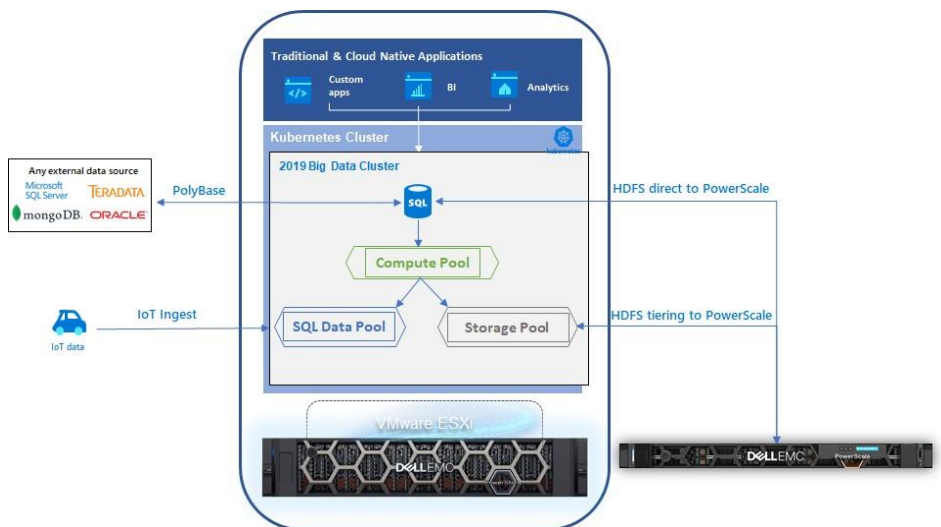 Traditional & Cloud Native Applications
Custom
apps
BI
Analytics
Kubernetes Cluster
kubernetes
2019 Big Data Cluster
Any external data source
Microsoft
SQL Server
TERADATA
mongoDB.
ORACLE
PolyBase
SQL
HDFS direct to PowerScale
Compute Pool
IoT Ingest
IoT data
SQL Data Pool
Storage Pool
HDFS tiering to PowerScale
VMware ESXi
DELLEMC
DELLEMC
PowerScale